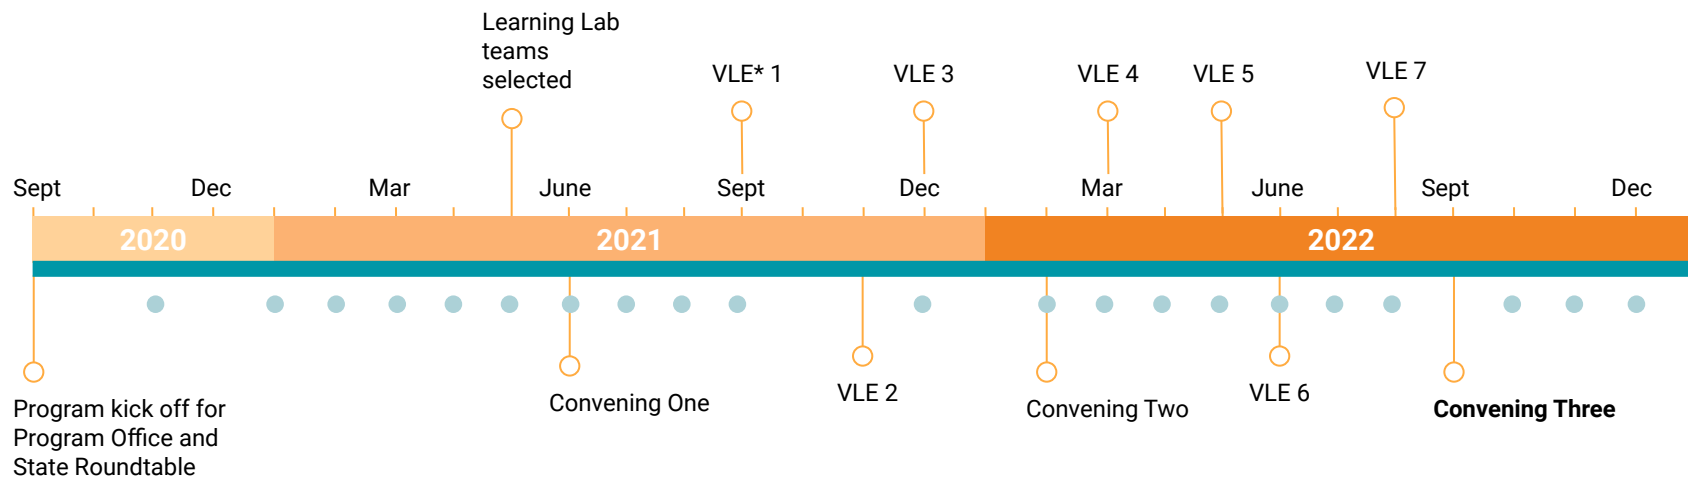 Learning Lab
teams
selected
VLE* 1
VLE 3
VLE 4
VLE 5
VLE 7
Sept
Dec
Mar
June
Sept
Dec
Mar
June
Sept
Dec
2020
2021
2022
Program kick off for
Program Office and
State Roundtable
Convening One
VLE 2
Convening Two
VLE 6
Convening Three